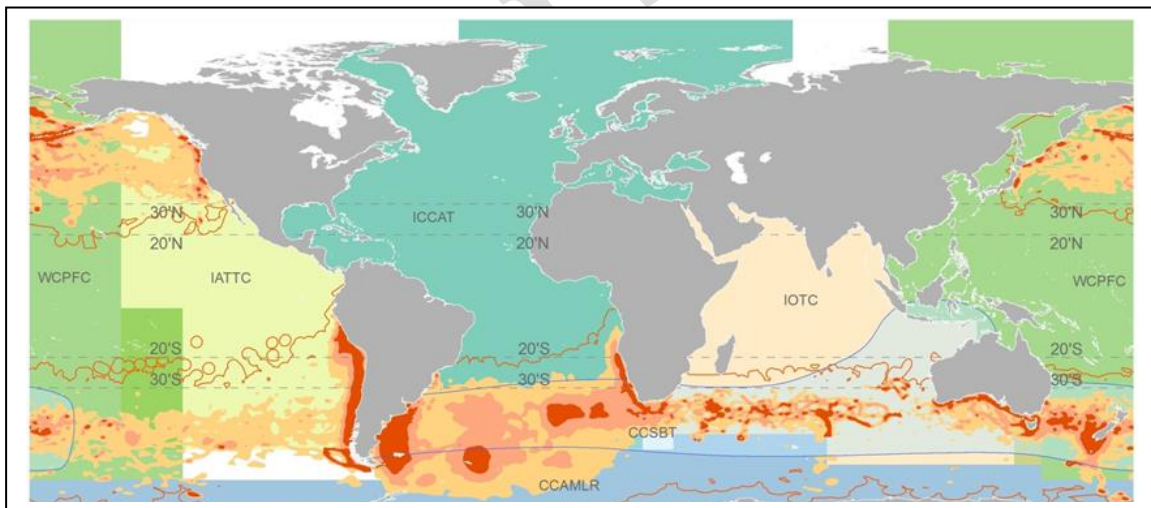 30°N 30°N 30°N
ICCAT
20°N 20°N 20°N
WCPFC IATTC IOTC WCPFC
20°S 20°S 20°S
30°S 30°S 30°S
CCSBT
CCAMLR